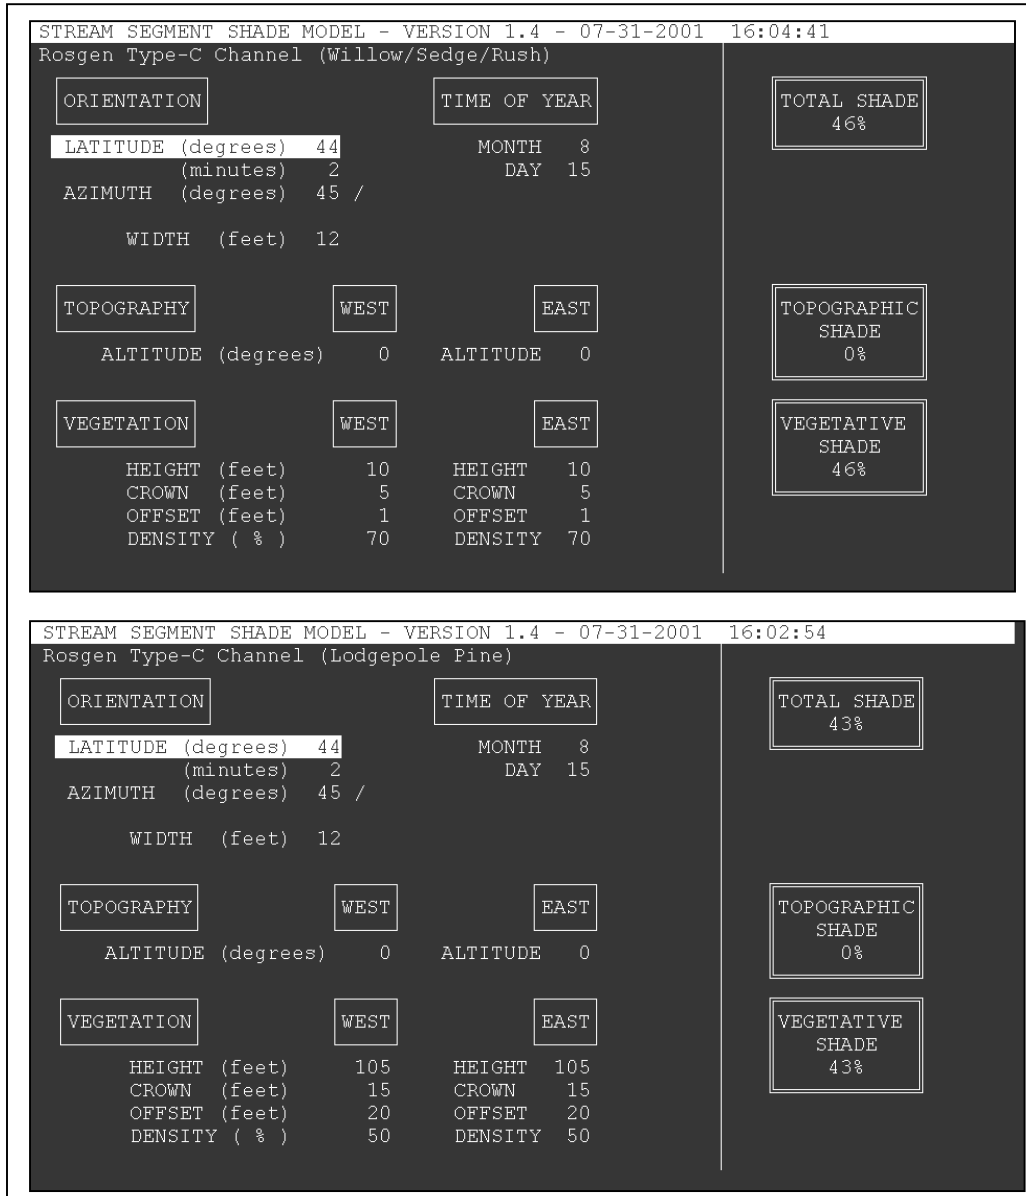 STREAM SEGMENT SHADE MODEL - VERSION 1.4 - 07-31-2001 16:04:41
Rosgen Type-C Channel (Willow/Sedge/Rush)
ORIENTATION TIME OF YEAR TOTAL SHADE
46%
LATITUDE (degrees) 44 MONTH 8
(minutes) 2 DAY 15
AZIMUTH (degrees) 45 /
WIDTH (feet) 12
TOPOGRAPHY WEST EAST TOPOGRAPHIC
SHADE
ALTITUDE (degrees) 0 ALTITUDE 0 0%
VEGETATION WEST EAST VEGETATIVE
SHADE
HEIGHT (feet) 10 HEIGHT 10 46%
CROWN (feet) 5 CROWN 5
OFFSET (feet) 1 OFFSET 1
DENSITY ( % ) 70 DENSITY 70
STREAM SEGMENT SHADE MODEL - VERSION 1.4 - 07-31-2001 16:02:54
Rosgen Type-C Channel (Lodgepole Pine)
ORIENTATION TIME OF YEAR TOTAL SHADE
43%
LATITUDE (degrees) 44 MONTH 8
(minutes) 2 DAY 15
AZIMUTH (degrees) 45 /
WIDTH (feet) 12
TOPOGRAPHY WEST EAST TOPOGRAPHIC
SHADE
ALTITUDE (degrees) 0 ALTITUDE 0 0%
VEGETATION WEST EAST VEGETATIVE
SHADE
HEIGHT (feet) 105 HEIGHT 105 43%
CROWN (feet) 15 CROWN 15
OFFSET (feet) 20 OFFSET 20
DENSITY ( % ) 50 DENSITY 50